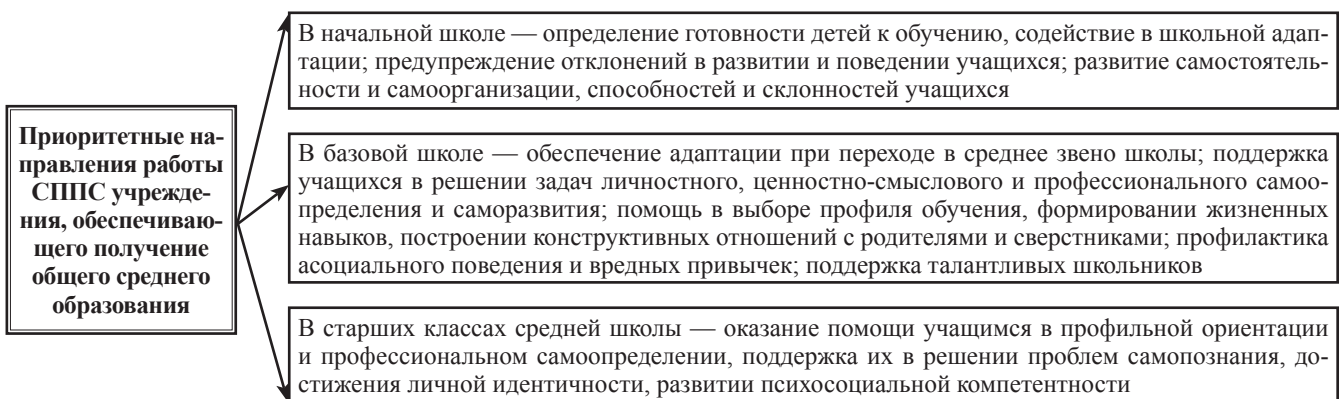 Приоритетные на-
правления работы
СППС учрежде-
ния, обеспечиваю-
щего получение
общего среднего
образования
В начальной школе — определение готовности детей к обучению, содействие в школьной адап-
тации; предупреждение отклонений в развитии и поведении учащихся; развитие самостоятель-
ности и самоорганизации, способностей и склонностей учащихся
В базовой школе — обеспечение адаптации при переходе в среднее звено школы; поддержка
учащихся в решении задач личностного, ценностно-смыслового и профессионального самоо-
пределения и саморазвития; помощь в выборе профиля обучения, формировании жизненных
навыков, построении конструктивных отношений с родителями и сверстниками; профилактика
асоциального поведения и вредных привычек; поддержка талантливых школьников
В старших классах средней школы — оказание помощи учащимся в профильной ориентации
и профессиональном самоопределении, поддержка их в решении проблем самопознания, до-
стижения личной идентичности, развитии психосоциальной компетентности